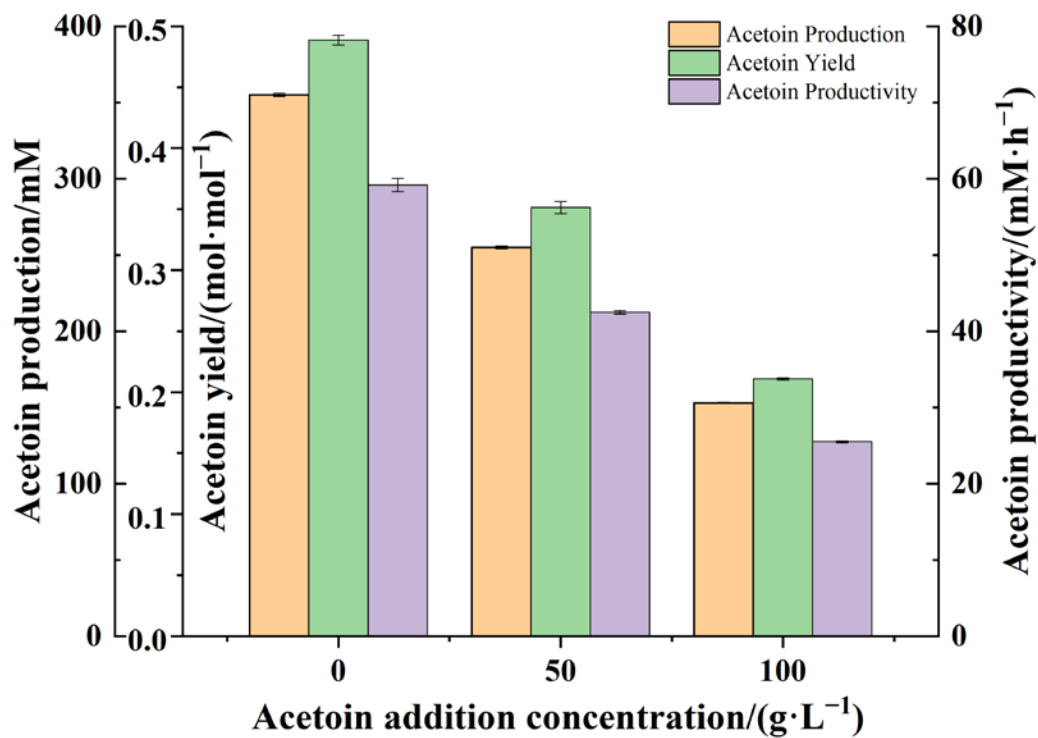 400
300
200
100
0
Acetoin production/mM
0.5
0.4
0.3
0.2
0.1
0.0
Acetoin yield/(mol·mol⁻¹)
Acetoin Production
Acetoin Yield
Acetoin Productivity
80
60
40
20
0
Acetoin productivity/(mM·h⁻¹)
0 50 100
Acetoin addition concentration/(g·L⁻¹)